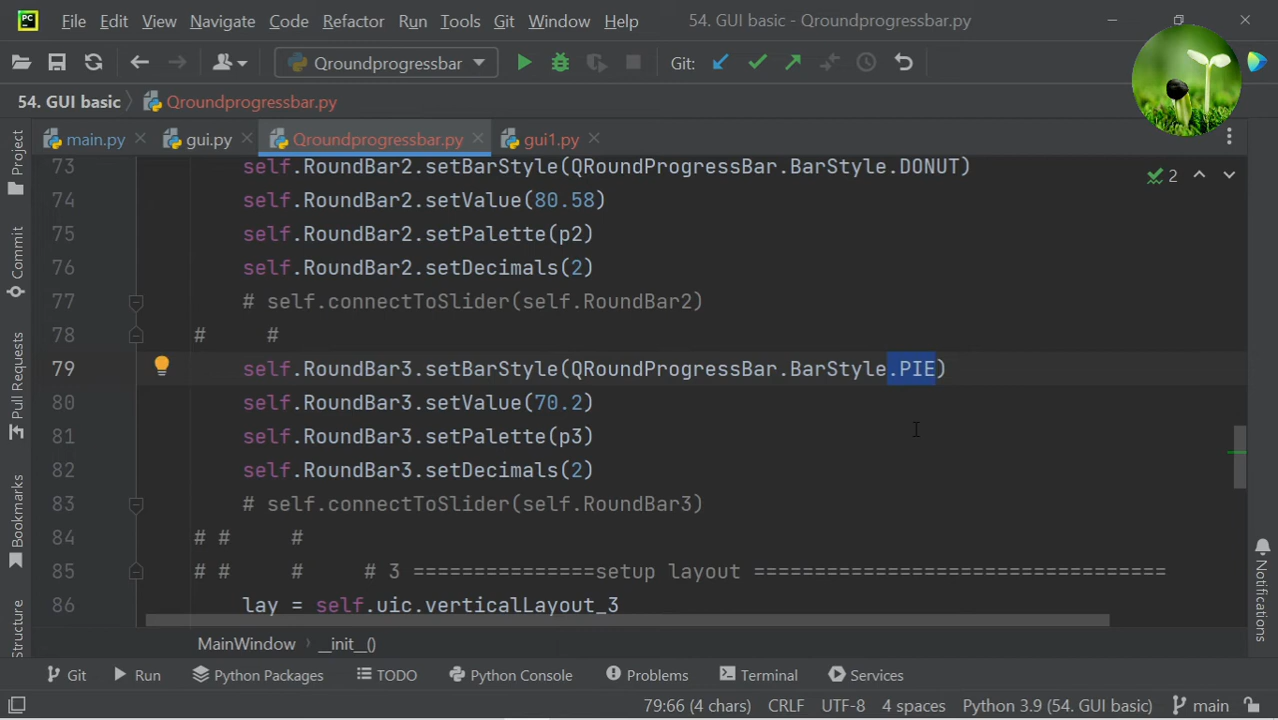 PC File Edit View Navigate Code Refactor Run Tools Git Window Help 54. GUI basic - Qroundprogressbar.py
Qroundprogressbar Git:
54. GUI basic Qroundprogressbar.py
main.py gui.py Qroundprogressbar.py gui1.py
73 self.RoundBar2.setBarStyle(QRoundProgressBar.BarStyle.DONUT)
2
74 self.RoundBar2.setValue(80.58)
75 self.RoundBar2.setPalette(p2)
76 self.RoundBar2.setDecimals(2)
77 # self.connectToSlider(self.RoundBar2)
78 # #
79 self.RoundBar3.setBarStyle(QRoundProgressBar.BarStyle.PIE)
80 self.RoundBar3.setValue(70.2)
81 self.RoundBar3.setPalette(p3)
82 self.RoundBar3.setDecimals(2)
83 # self.connectToSlider(self.RoundBar3)
84 # # #
85 # # # # 3 ===============setup layout ==================================
86 lay = self.uic.verticalLayout_3
Project
Commit
Pull Requests
Bookmarks
Structure
Notifications
MainWindow __init__()
Git Run Python Packages TODO Python Console Problems Terminal Services
79:66 (4 chars) CRLF UTF-8 4 spaces Python 3.9 (54. GUI basic) main